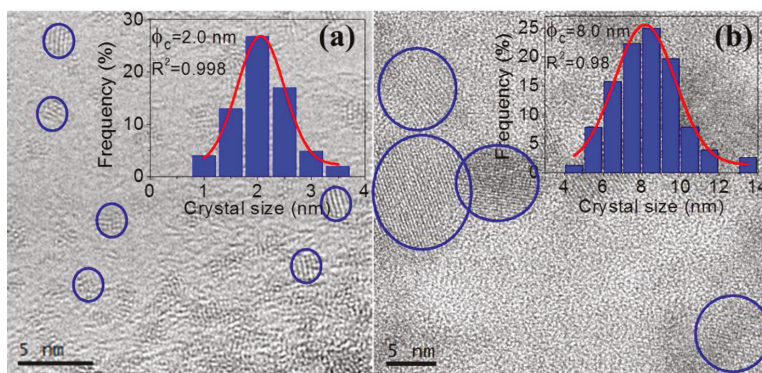 (a)
ϕc=2.0 nm
R²=0.998
Frequency (%)
30
20
10
0
0 1 2 3 4
Crystal size (nm)
5 nm
(b)
ϕc=8.0 nm
R²=0.98
Frequency (%)
25
20
15
10
5
0
4 6 8 10 12 14
Crystal size (nm)
5 nm